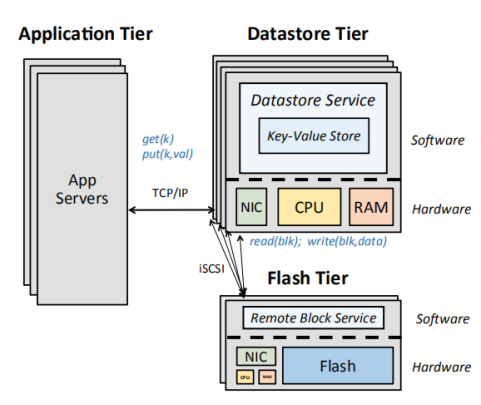 Application Tier
Datastore Tier
Datastore Service
Key-Value Store
get(k)
put(k,val)
Software
App
Servers
TCP/IP
NIC
CPU
RAM
Hardware
read(blk); write(blk,data)
iSCSI
Flash Tier
Remote Block Service
Software
NIC
CPU
RAM
Flash
Hardware